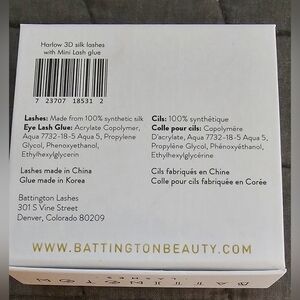 Harlow 3D silk lashes
with Mini Lash glue
7 23707 18531 2
Lashes: Made from 100% synthetic silk
Eye Lash Glue: Acrylate Copolymer,
Aqua 7732-18-5 Aqua 5, Propylene
Glycol, Phenoxyethanol,
Ethylhexylglycerin
Lashes made in China
Glue made in Korea
Battington Lashes
301 S Vine Street
Denver, Colorado 80209
Cils: 100% synthétique
Colle pour cils: Copolymère
D'acrylate, Aqua 7732-18-5 Aqua
5, Propylène Glycol, Phénoxyéthanol,
Ethylhexylglycérine
Cils fabriqués en Chine
Colle pour cils fabriquées en Corée
WWW.BATTINGTONBEAUTY.COM
BATTINGTON
LASHES